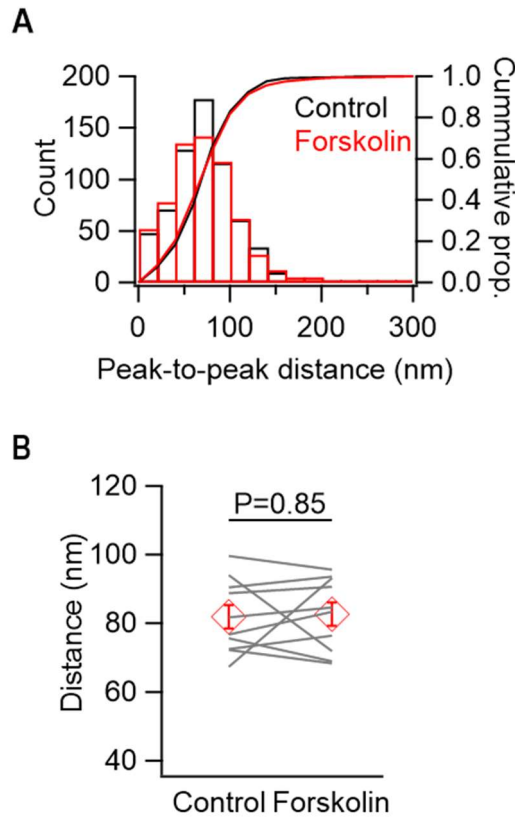 A
200
150
100
50
0
Count
Control
Forskolin
1.0
0.8
0.6
0.4
0.2
0.0
Cummulative prop.
0 100 200 300
Peak-to-peak distance (nm)
B
120
100
80
60
40
Distance (nm)
P=0.85
Control Forskolin